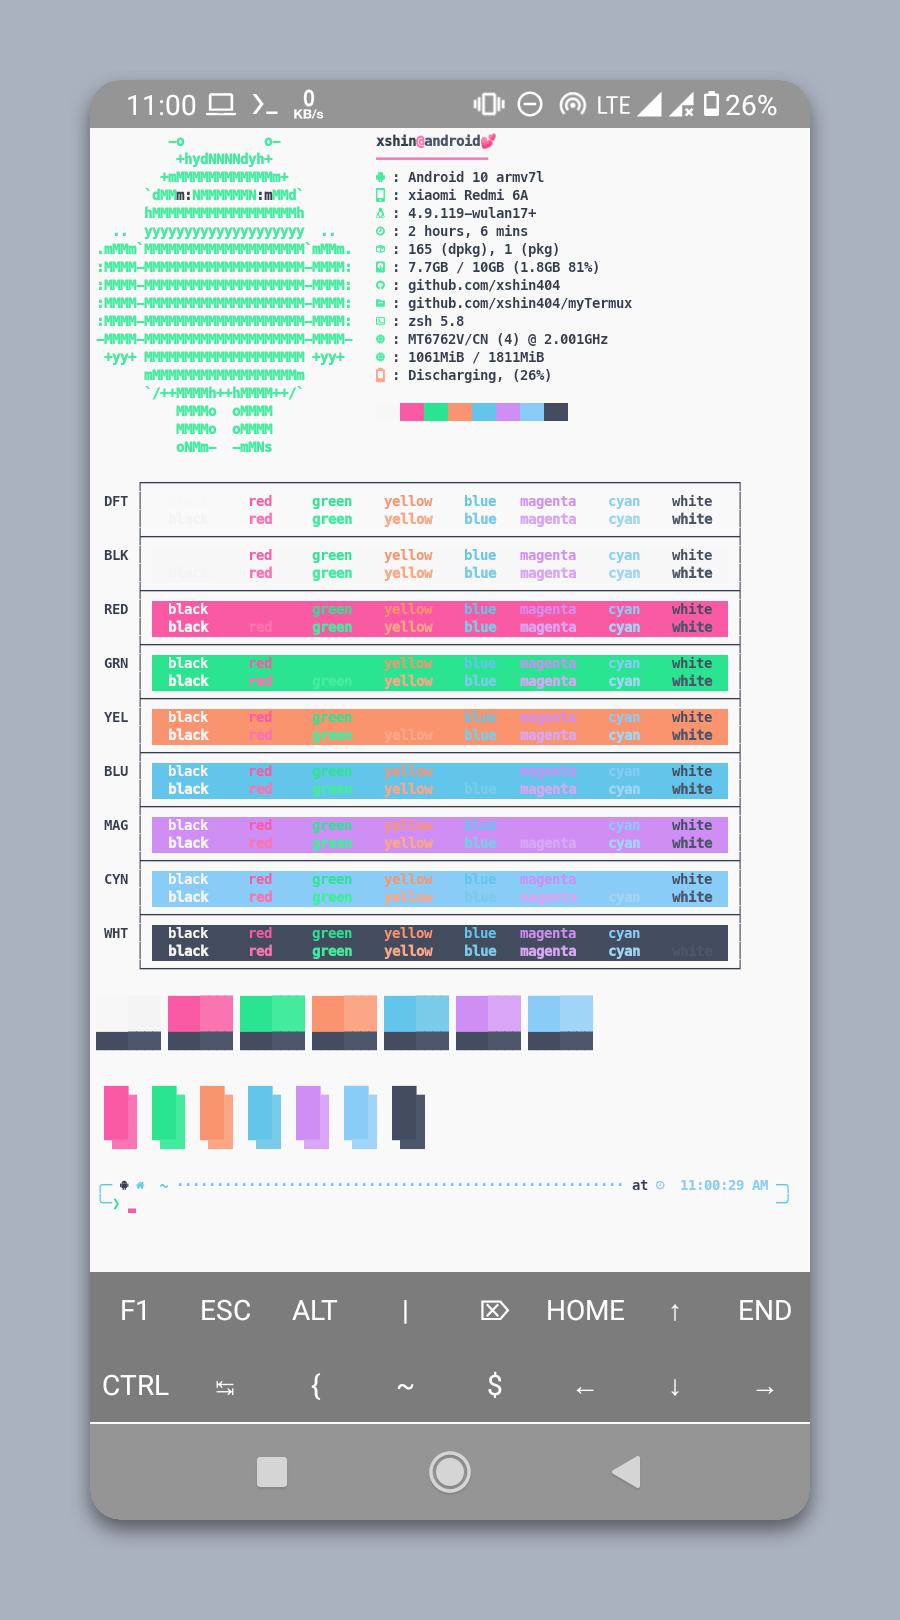 11:00 0 KB/s LTE 26%
xshin@android💕
: Android 10 armv7l
: xiaomi Redmi 6A
: 4.9.119-wulan17+
: 2 hours, 6 mins
: 165 (dpkg), 1 (pkg)
: 7.7GB / 10GB (1.8GB 81%)
: github.com/xshin404
: github.com/xshin404/myTermux
: zsh 5.8
: MT6762V/CN (4) @ 2.001GHz
: 1061MiB / 1811MiB
: Discharging, (26%)
-o          o-
+hydNNNNdyh+
+mMMMMMMMMMMMMm+
`dMMm:NMMMMMMN:mMMd`
hMMMMMMMMMMMMMMMMMMh
..  yyyyyyyyyyyyyyyyyyyy  ..
.mMMm`MMMMMMMMMMMMMMMMMMMM`mMMm.
:MMMM-MMMMMMMMMMMMMMMMMMMM-MMMM:
:MMMM-MMMMMMMMMMMMMMMMMMMM-MMMM:
:MMMM-MMMMMMMMMMMMMMMMMMMM-MMMM:
:MMMM-MMMMMMMMMMMMMMMMMMMM-MMMM:
-MMMM-MMMMMMMMMMMMMMMMMMMM-MMMM-
+yy+ MMMMMMMMMMMMMMMMMMMM +yy+
mMMMMMMMMMMMMMMMMMMm
`/++MMMMh++hMMMM++/`
MMMMo  oMMMM
MMMMo  oMMMM
oNMm-  -mMNs
DFT red green yellow blue magenta cyan white
black red green yellow blue magenta cyan white
BLK red green yellow blue magenta cyan white
black red green yellow blue magenta cyan white
RED black green yellow blue magenta cyan white
black red green yellow blue magenta cyan white
GRN black red yellow blue magenta cyan white
black red green yellow blue magenta cyan white
YEL black red green blue magenta cyan white
black red green yellow blue magenta cyan white
BLU black red green yellow magenta cyan white
black red green yellow blue magenta cyan white
MAG black red green yellow blue cyan white
black red green yellow blue magenta cyan white
CYN black red green yellow blue magenta white
black red green yellow blue magenta cyan white
WHT black red green yellow blue magenta cyan
black red green yellow blue magenta cyan white
~ at 11:00:29 AM
❯
F1 ESC ALT | ⌦ HOME ↑ END
CTRL ↹ { ~ $ ← ↓ →